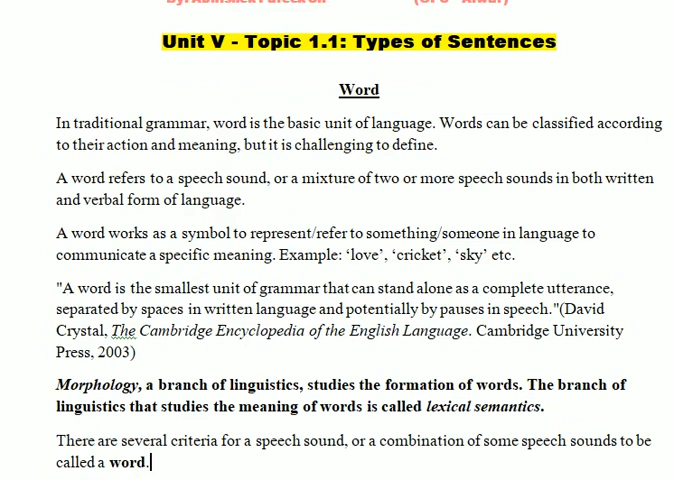 Unit V - Topic 1.1: Types of Sentences
Word
In traditional grammar, word is the basic unit of language. Words can be classified according
to their action and meaning, but it is challenging to define.
A word refers to a speech sound, or a mixture of two or more speech sounds in both written
and verbal form of language.
A word works as a symbol to represent/refer to something/someone in language to
communicate a specific meaning. Example: ‘love’, ‘cricket’, ‘sky’ etc.
"A word is the smallest unit of grammar that can stand alone as a complete utterance,
separated by spaces in written language and potentially by pauses in speech."(David
Crystal, The Cambridge Encyclopedia of the English Language. Cambridge University
Press, 2003)
Morphology, a branch of linguistics, studies the formation of words. The branch of
linguistics that studies the meaning of words is called lexical semantics.
There are several criteria for a speech sound, or a combination of some speech sounds to be
called a word.